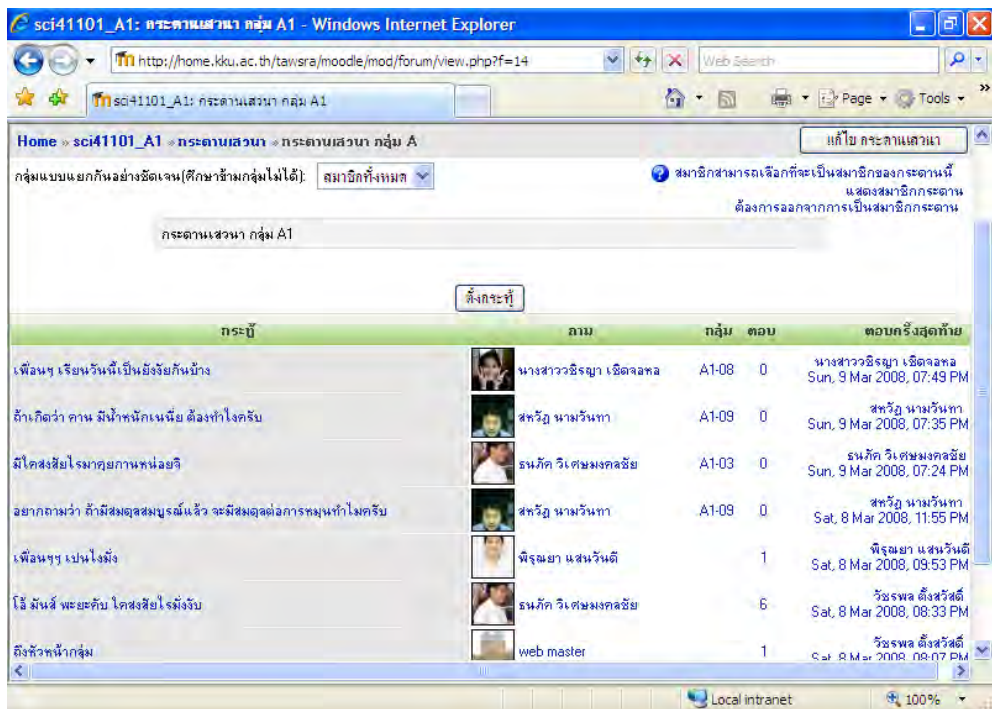 sci41101_A1: กระดานเสวนา กลุ่ม A1 - Windows Internet Explorer
http://home.kku.ac.th/tawsra/moodle/mod/forum/view.php?f=14
Web Search
sci41101_A1: กระดานเสวนา กลุ่ม A1
Page Tools
Home » sci41101_A1 » กระดานเสวนา » กระดานเสวนา กลุ่ม A
แก้ไข กระดานเสวนา
กลุ่มแบบแยกกันอย่างชัดเจน(ศึกษาข้ามกลุ่มไม่ได้): สมาชิกทั้งหมด
สมาชิกสามารถเลือกที่จะเป็นสมาชิกของกระดานนี้
แสดงสมาชิกกระดาน
ต้องการออกจากการเป็นสมาชิกกระดาน
กระดานเสวนา กลุ่ม A1
ตั้งกระทู้
กระทู้ ถาม กลุ่ม ตอบ ตอบครั้งสุดท้าย
เพื่อนๆ เรียนวันนี้เป็นยังงัยกันบ้าง นางสาววชิรญา เชิดจอหอ A1-08 0 นางสาววชิรญา เชิดจอหอ
Sun, 9 Mar 2008, 07:49 PM
ถ้าเกิดว่า คาน มีน้ำหนักเนี่ย ต้องทำไงครับ สหวัฎ นามวันทา A1-09 0 สหวัฎ นามวันทา
Sun, 9 Mar 2008, 07:35 PM
มีใครสงสัยไรมาคุยกานหน่อยจิ ธนภัค วิเศษมงคลชัย A1-03 0 ธนภัค วิเศษมงคลชัย
Sun, 9 Mar 2008, 07:24 PM
อยากถามว่า ถ้ามีสมดุลสมบูรณ์แล้ว จะมีสมดุลต่อการหมุนทำไมครับ สหวัฎ นามวันทา A1-09 0 สหวัฎ นามวันทา
Sat, 8 Mar 2008, 11:55 PM
เพื่อนๆๆ เปนไงมั่ง พิรุณยา แสนวันดี 1 พิรุณยา แสนวันดี
Sat, 8 Mar 2008, 09:53 PM
โอ้ มันส์ พะยะคับ ใครสงสัยไรมั่งงับ ธนภัค วิเศษมงคลชัย 6 วัชรพล ตั้งสวัสดิ์
Sat, 8 Mar 2008, 08:33 PM
ถึงหัวหน้ากลุ่ม web master 1 วัชรพล ตั้งสวัสดิ์
Sat, 8 Mar 2008, 08:07 PM
Local intranet 100%